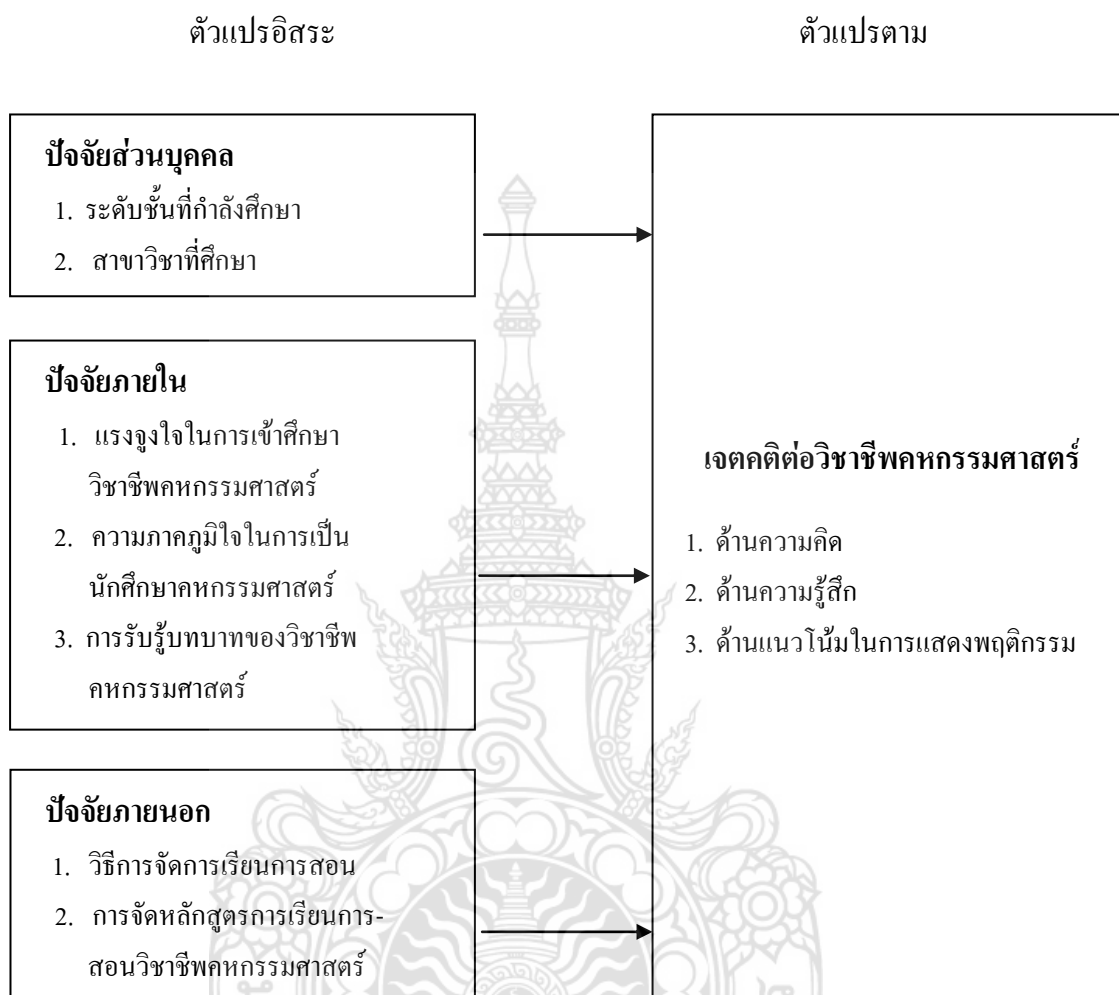 ตัวแปรอิสระ
ตัวแปรตาม
ปัจจัยส่วนบุคคล
1. ระดับชั้นที่กำลังศึกษา
2. สาขาวิชาที่ศึกษา
ปัจจัยภายใน
1. แรงจูงใจในการเข้าศึกษา
วิชาชีพคหกรรมศาสตร์
2. ความภาคภูมิใจในการเป็น
นักศึกษาคหกรรมศาสตร์
3. การรับรู้บทบาทของวิชาชีพ
คหกรรมศาสตร์
ปัจจัยภายนอก
1. วิธีการจัดการเรียนการสอน
2. การจัดหลักสูตรการเรียนการ-
สอนวิชาชีพคหกรรมศาสตร์
เจตคติต่อวิชาชีพคหกรรมศาสตร์
1. ด้านความคิด
2. ด้านความรู้สึก
3. ด้านแนวโน้มในการแสดงพฤติกรรม